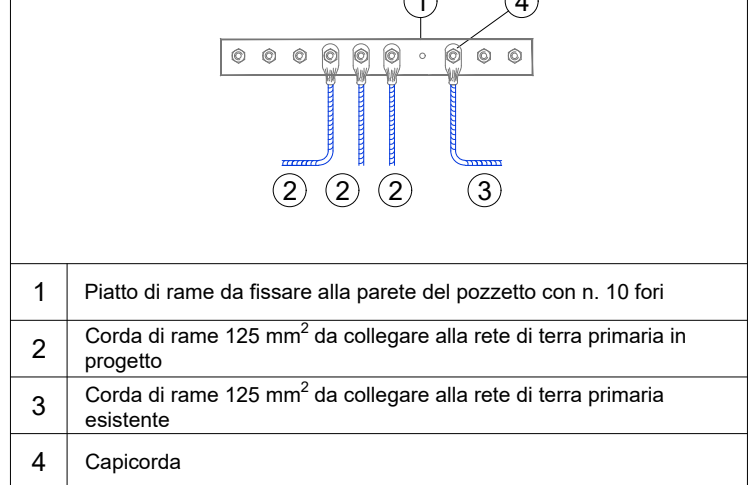 1 4
2 2 2 3
1 Piatto di rame da fissare alla parete del pozzetto con n. 10 fori
2 Corda di rame 125 mm² da collegare alla rete di terra primaria in
progetto
3 Corda di rame 125 mm² da collegare alla rete di terra primaria
esistente
4 Capicorda